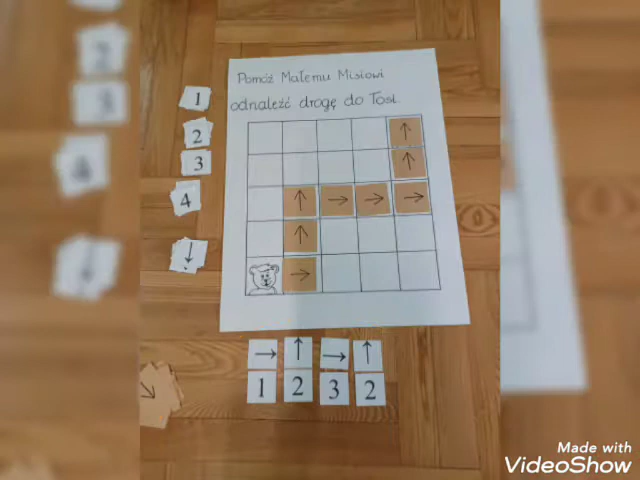 Pomóż Małemu Misiowi
odnaleźć drogę do Tosi.
1
2
3
4
↓
↑
↑
↑ → → →
↑
→
→ ↑ → ↑
1 2 3 2
Made with
VideoShow